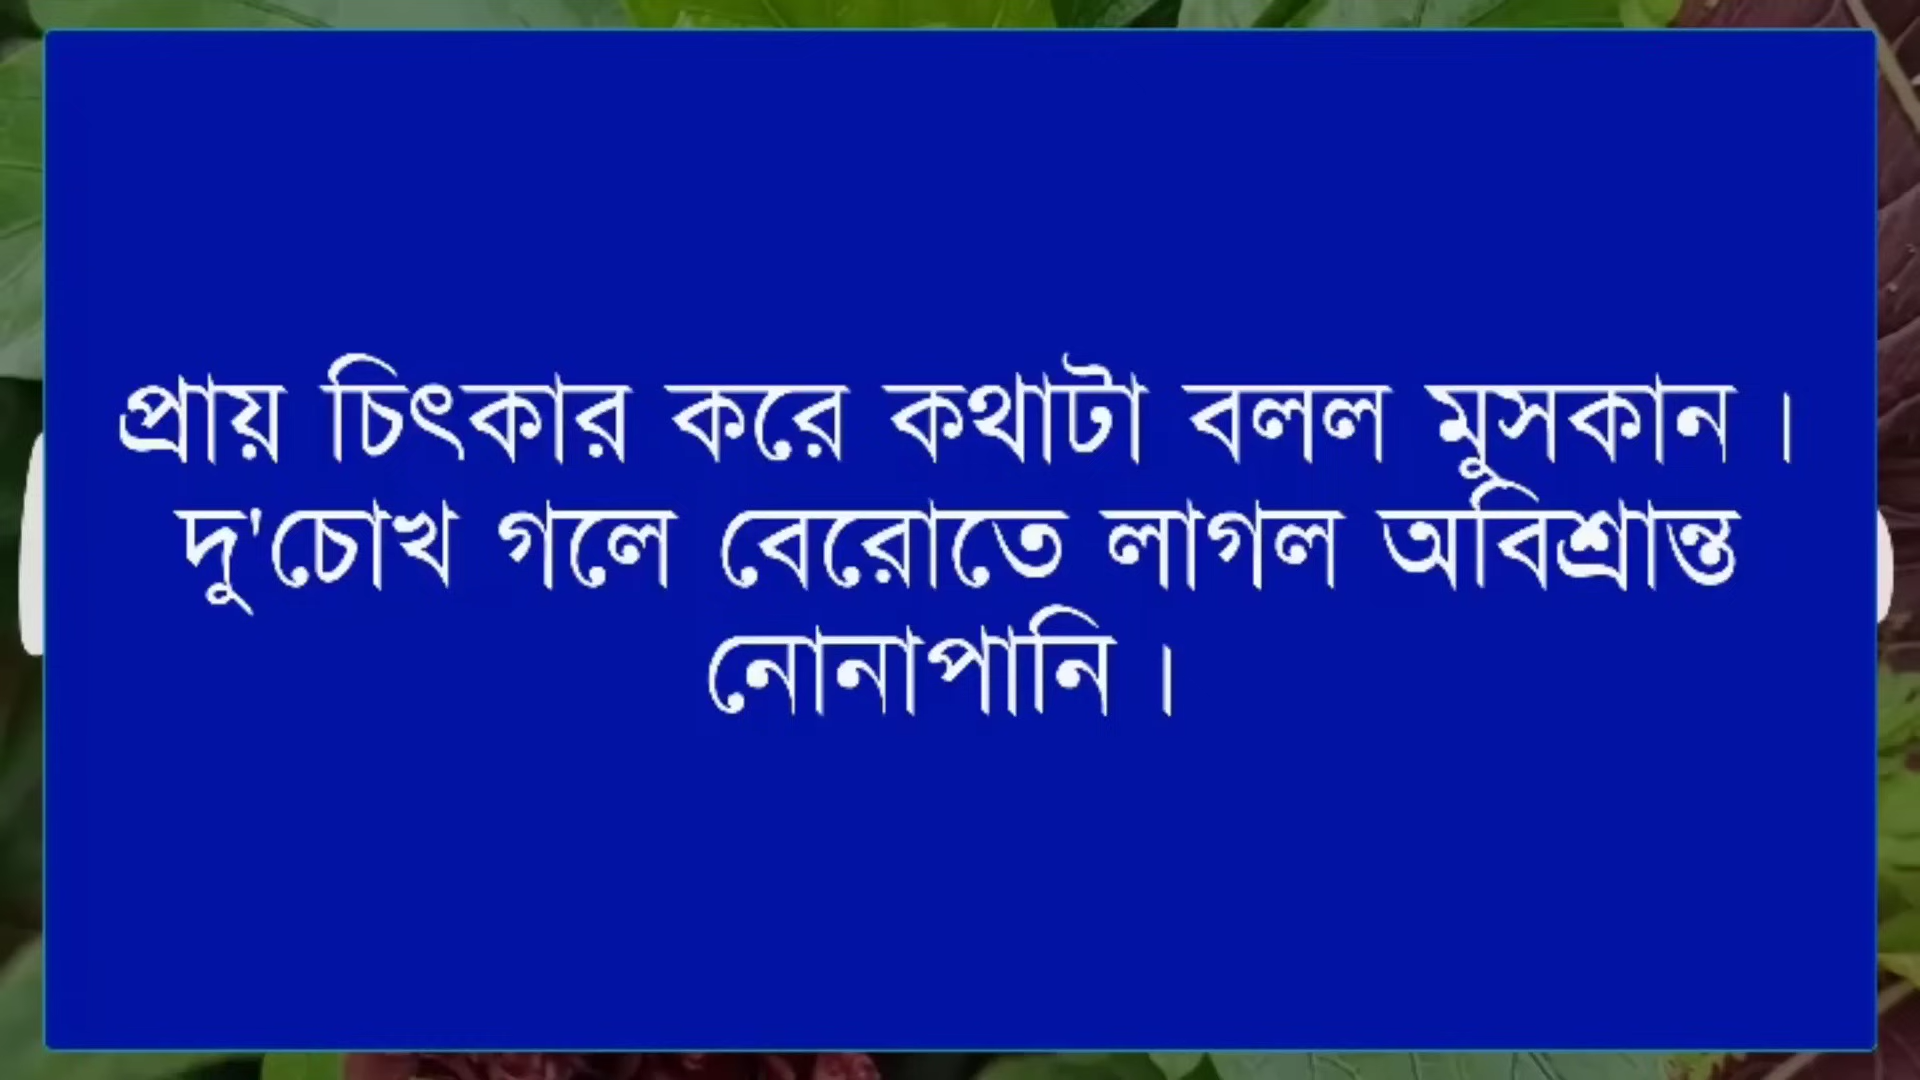 প্রায় চিৎকার করে কথাটা বলল মুসকান ।
দু'চোখ গলে বেরোতে লাগল অবিশ্রান্ত
নোনাপানি ।